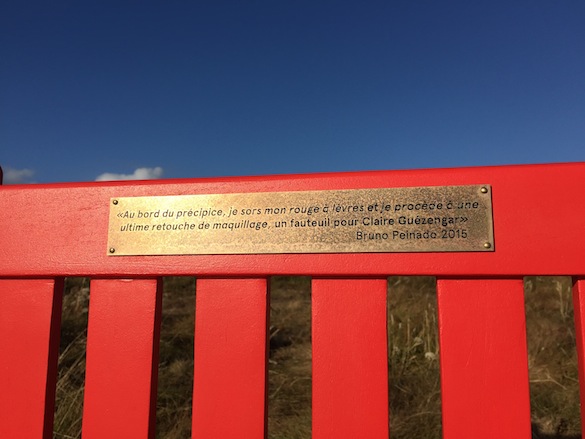 «Au bord du précipice, je sors mon rouge à lèvres et je procède à une
ultime retouche de maquillage, un fauteuil pour Claire Guézengar»
Bruno Peinado 2015